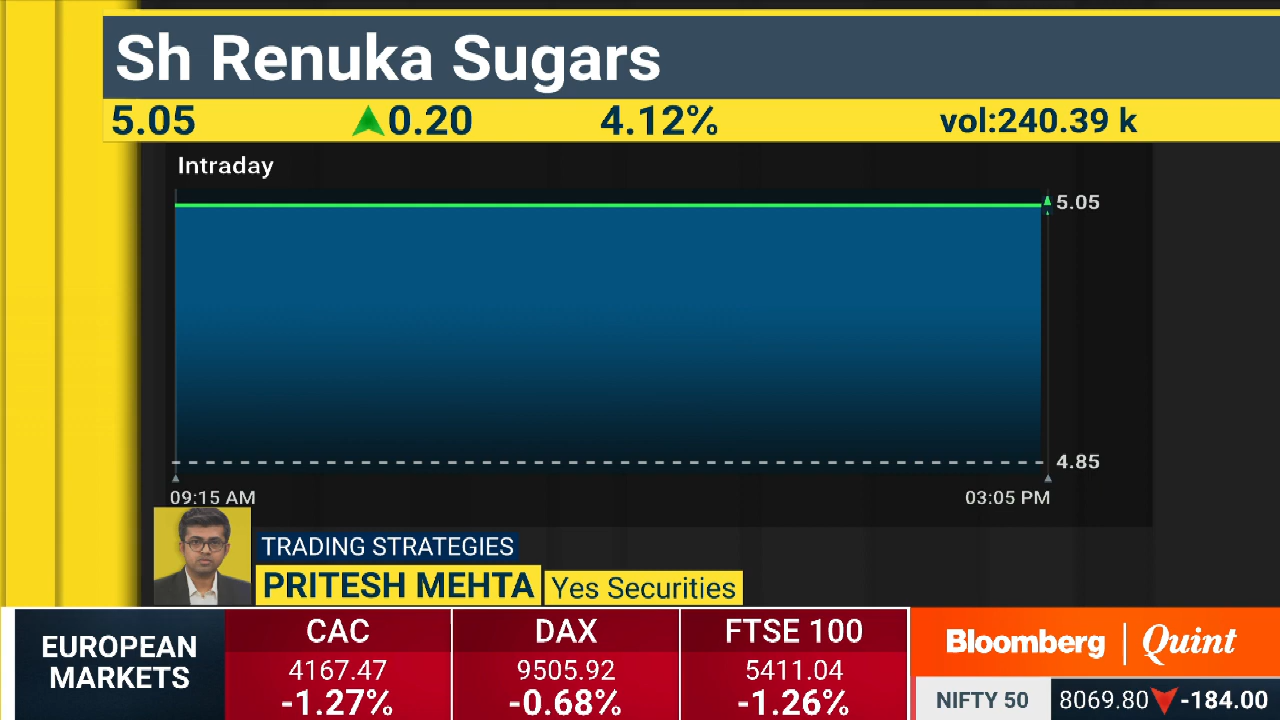 Sh Renuka Sugars
5.05 ▲0.20 4.12% vol:240.39 k
Intraday
5.05
4.85
09:15 AM 03:05 PM
TRADING STRATEGIES
PRITESH MEHTA Yes Securities
EUROPEAN MARKETS
CAC
4167.47
-1.27%
DAX
9505.92
-0.68%
FTSE 100
5411.04
-1.26%
Bloomberg | Quint
NIFTY 50 8069.80 ▼-184.00